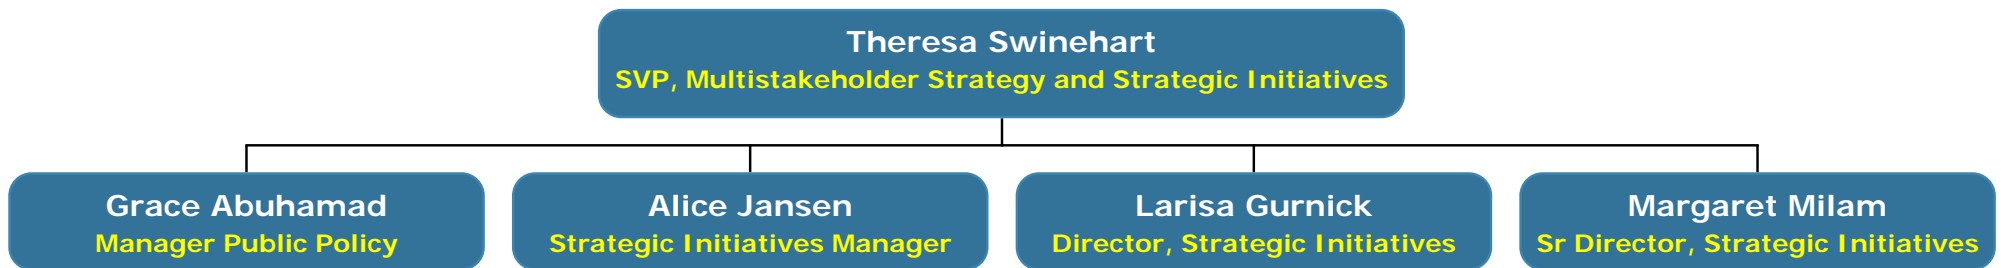 Theresa Swinehart
SVP, Multistakeholder Strategy and Strategic Initiatives
Grace Abuhamad
Manager Public Policy
Alice Jansen
Strategic Initiatives Manager
Larisa Gurnick
Director, Strategic Initiatives
Margaret Milam
Sr Director, Strategic Initiatives